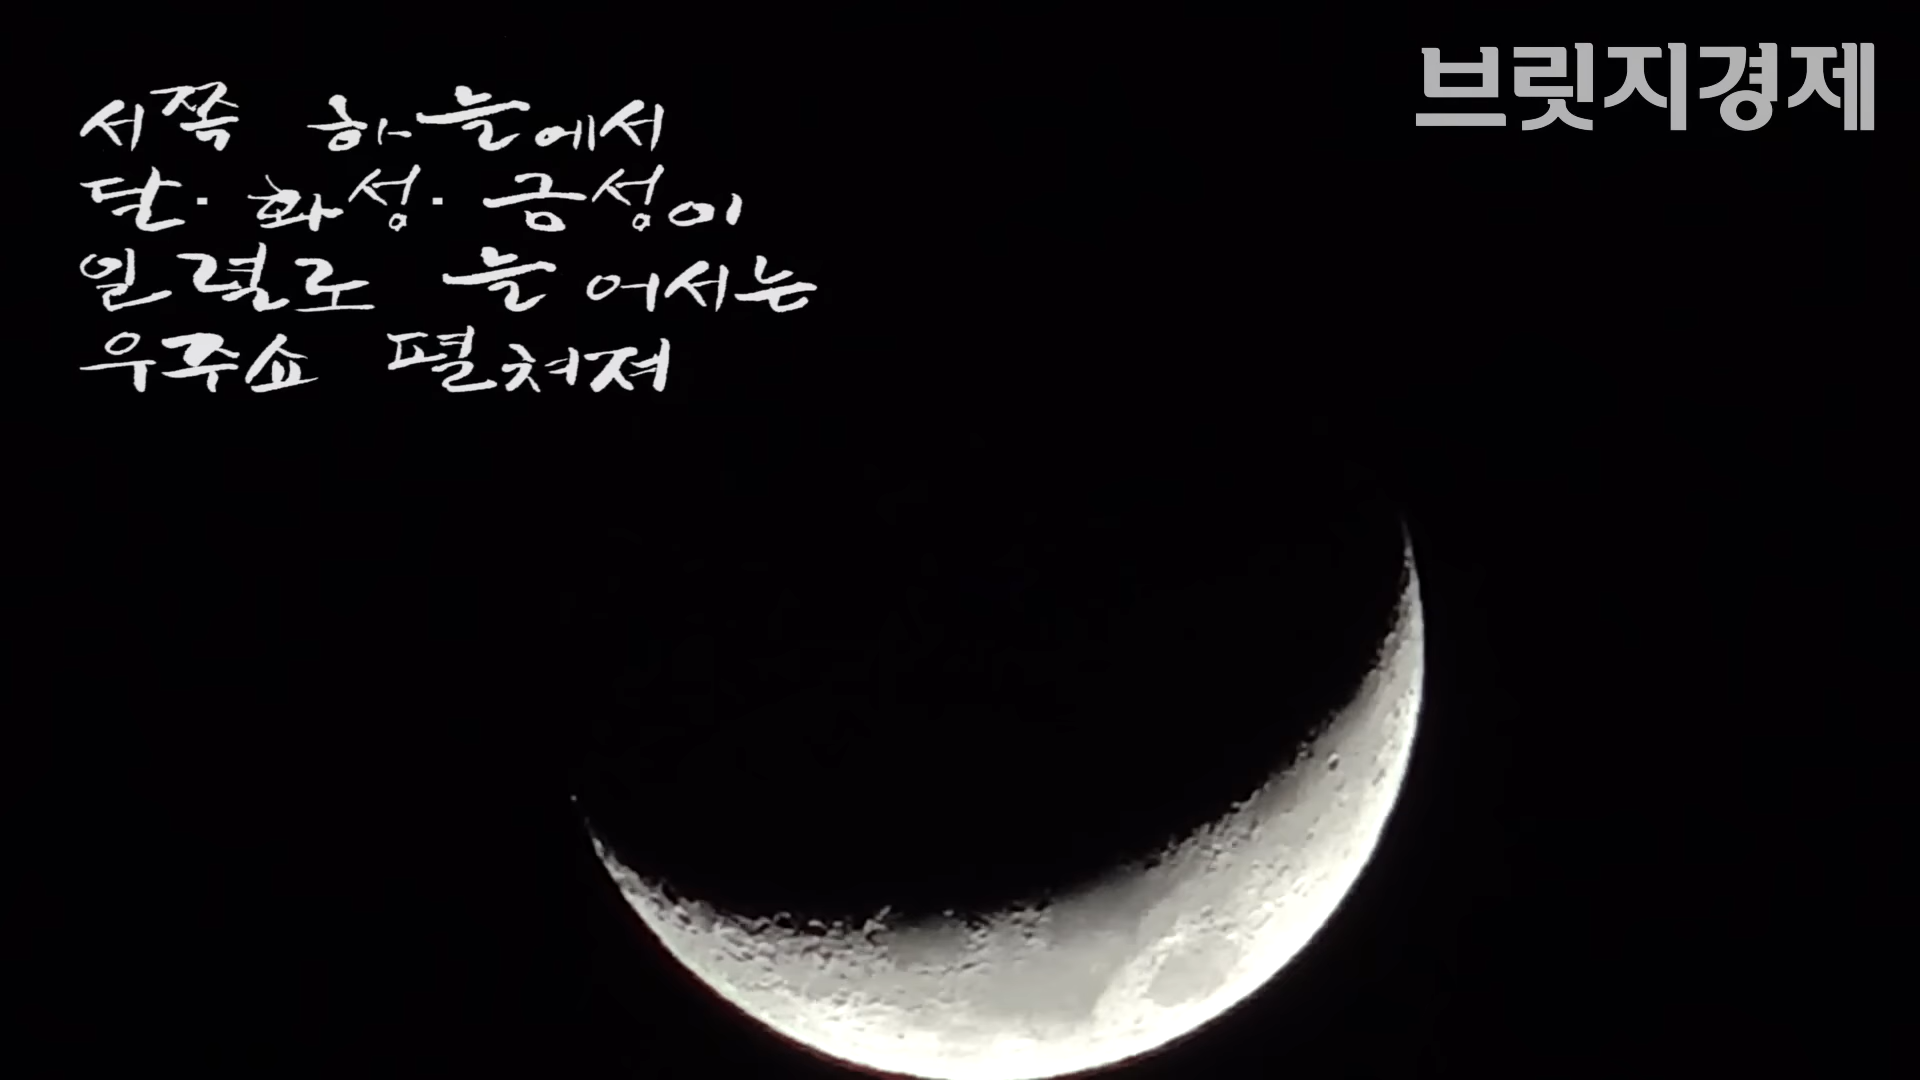 브릿지경제
서쪽 하늘에서
달·화성·금성이
일렬로 늘어서는
우주쇼 펼쳐져